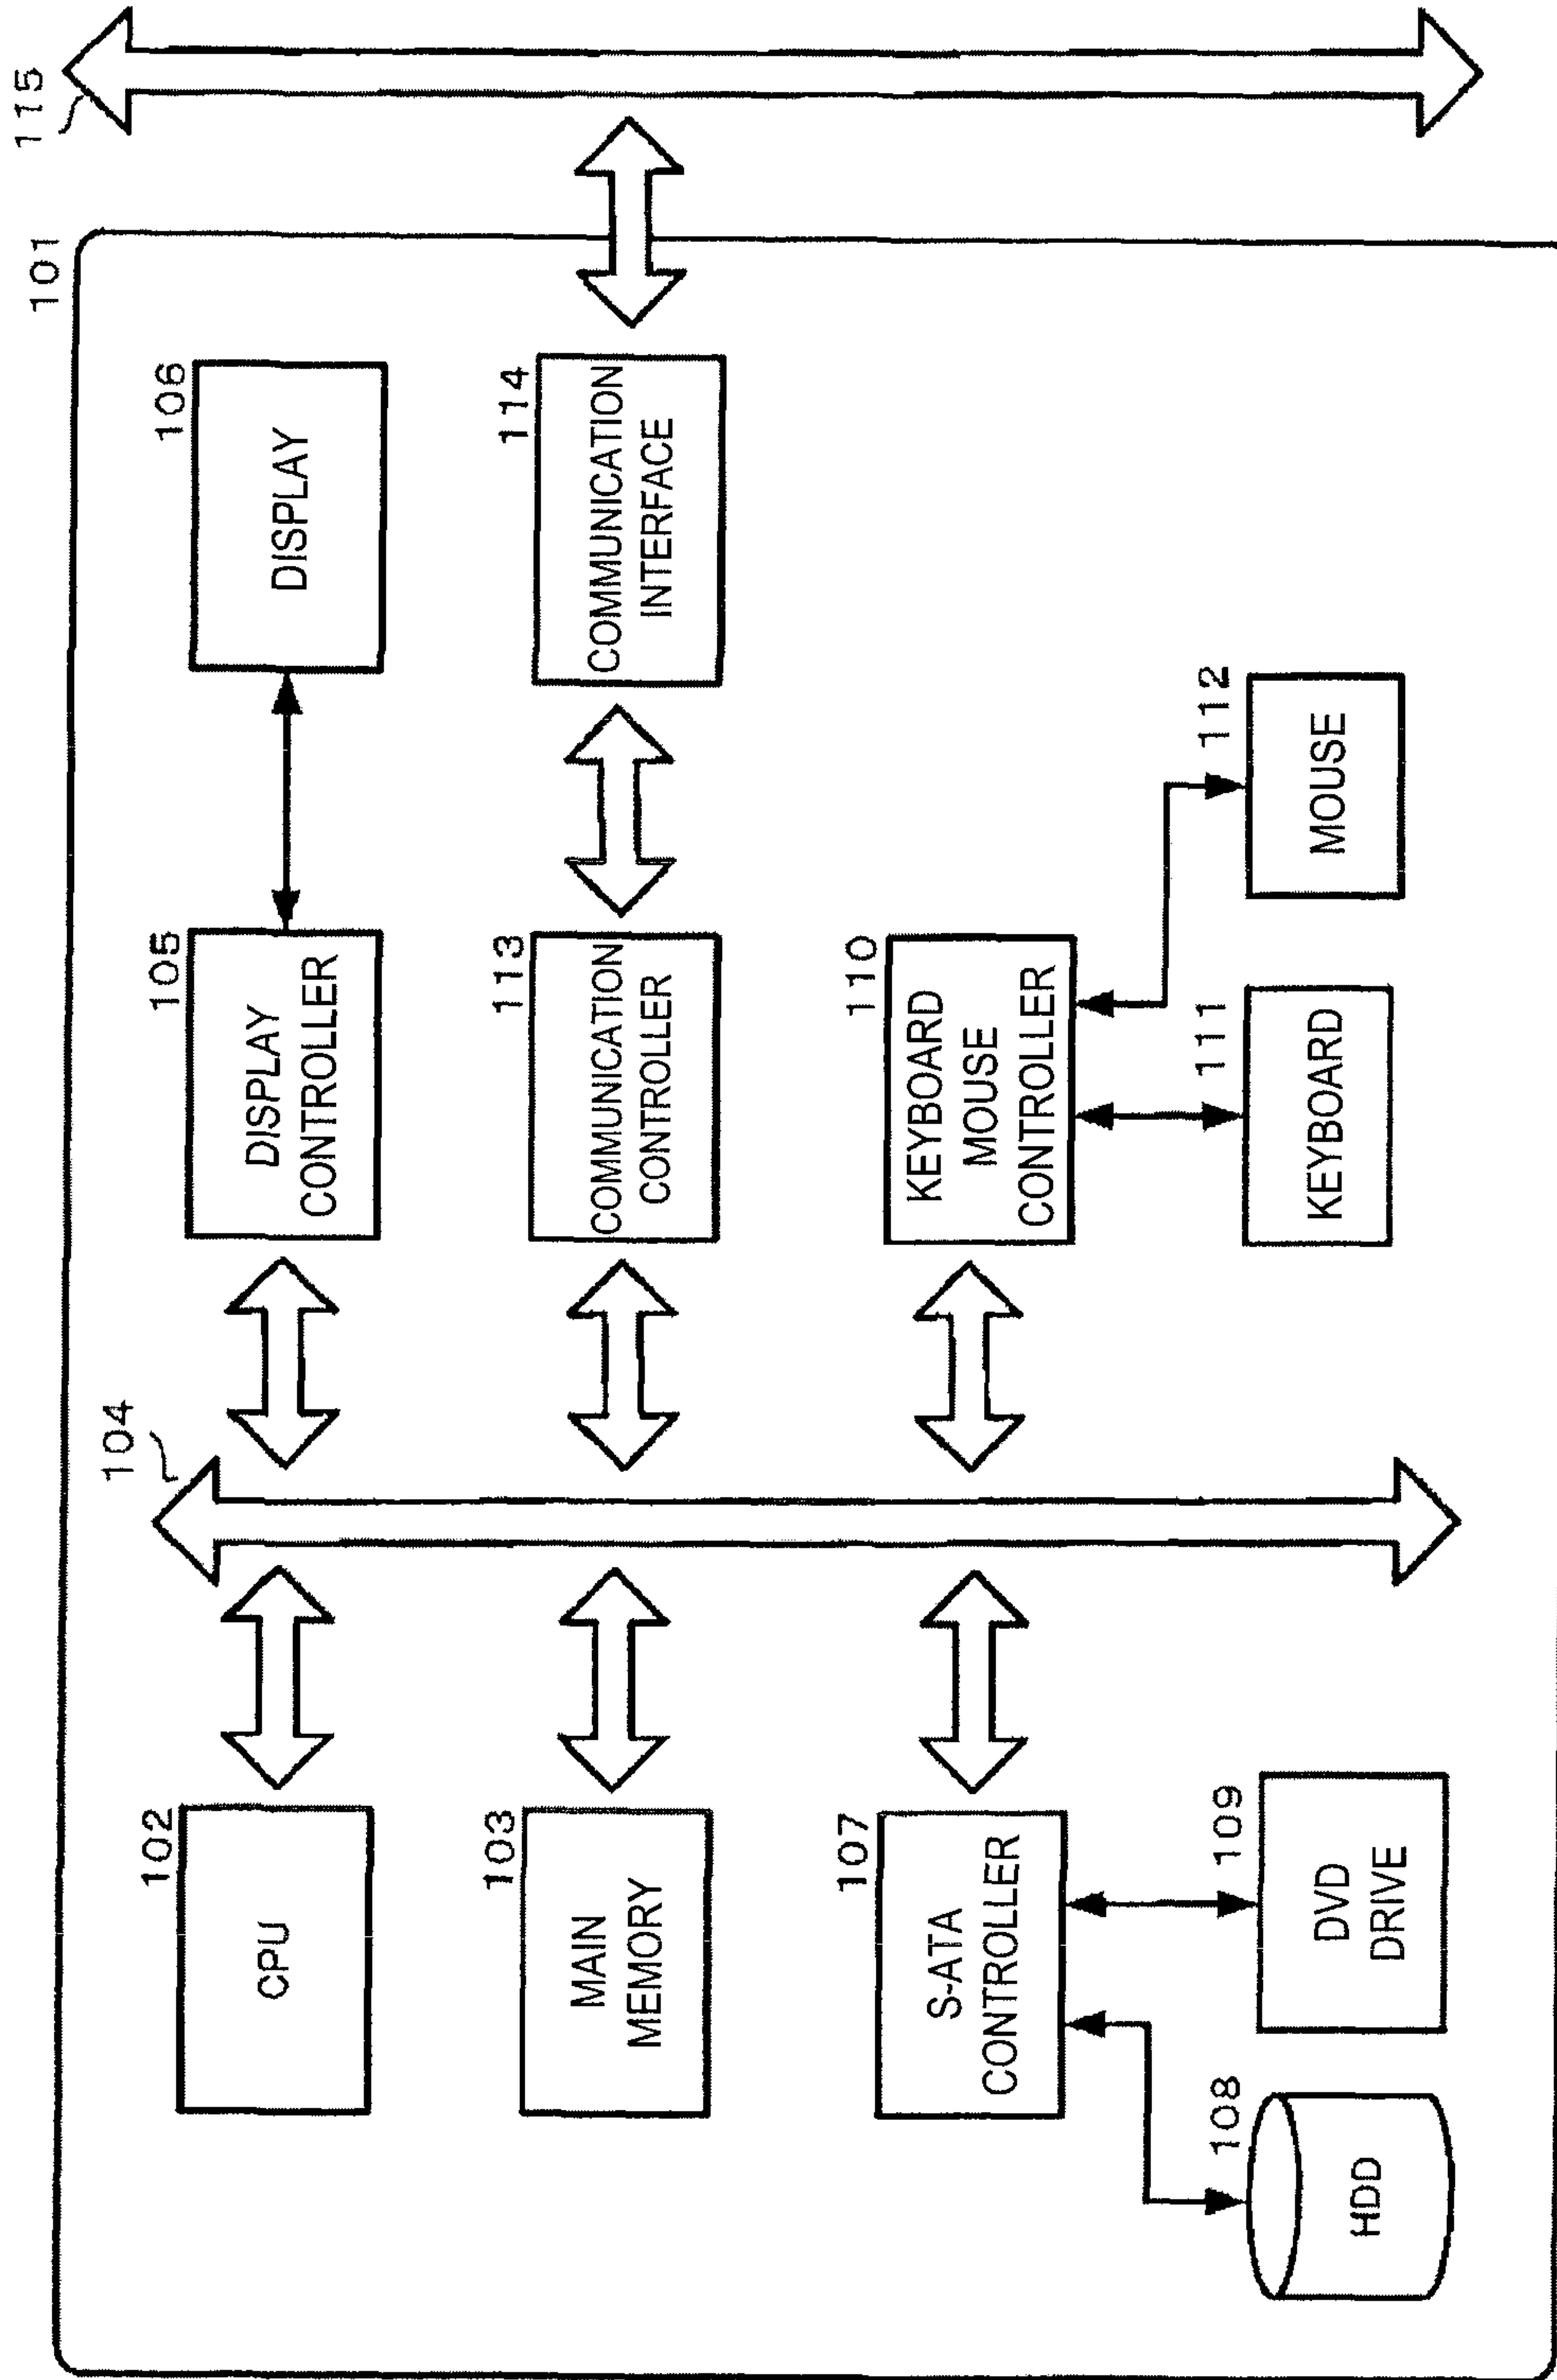 101
115
102
CPU
104
105
DISPLAY
CONTROLLER
106
DISPLAY
103
MAIN
MEMORY
113
COMMUNICATION
CONTROLLER
114
COMMUNICATION
INTERFACE
107
S-ATA
CONTROLLER
110
KEYBOARD
MOUSE
CONTROLLER
108
HDD
109
DVD
DRIVE
111
KEYBOARD
112
MOUSE